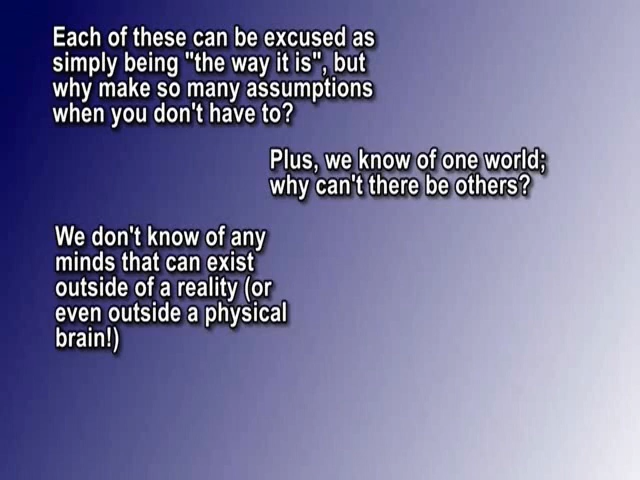 Each of these can be excused as
simply being "the way it is", but
why make so many assumptions
when you don't have to?
Plus, we know of one world;
why can't there be others?
We don't know of any
minds that can exist
outside of a reality (or
even outside a physical
brain!)